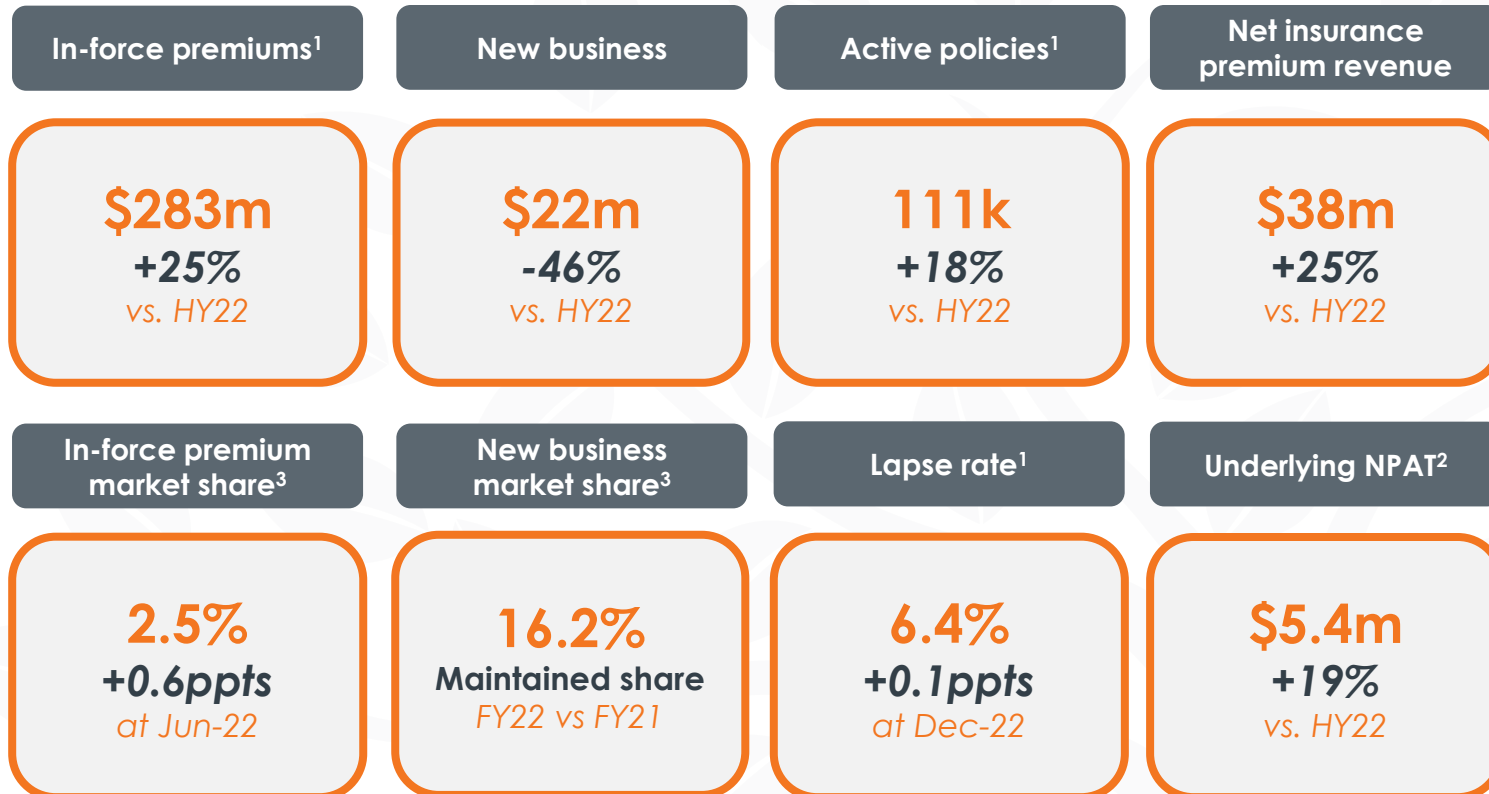 In-force premiums¹
New business
Active policies¹
Net insurance
premium revenue
$283m
+25%
vs. HY22
$22m
-46%
vs. HY22
111k
+18%
vs. HY22
$38m
+25%
vs. HY22
In-force premium
market share³
New business
market share³
Lapse rate¹
Underlying NPAT²
2.5%
+0.6ppts
at Jun-22
16.2%
Maintained share
FY22 vs FY21
6.4%
+0.1ppts
at Dec-22
$5.4m
+19%
vs. HY22